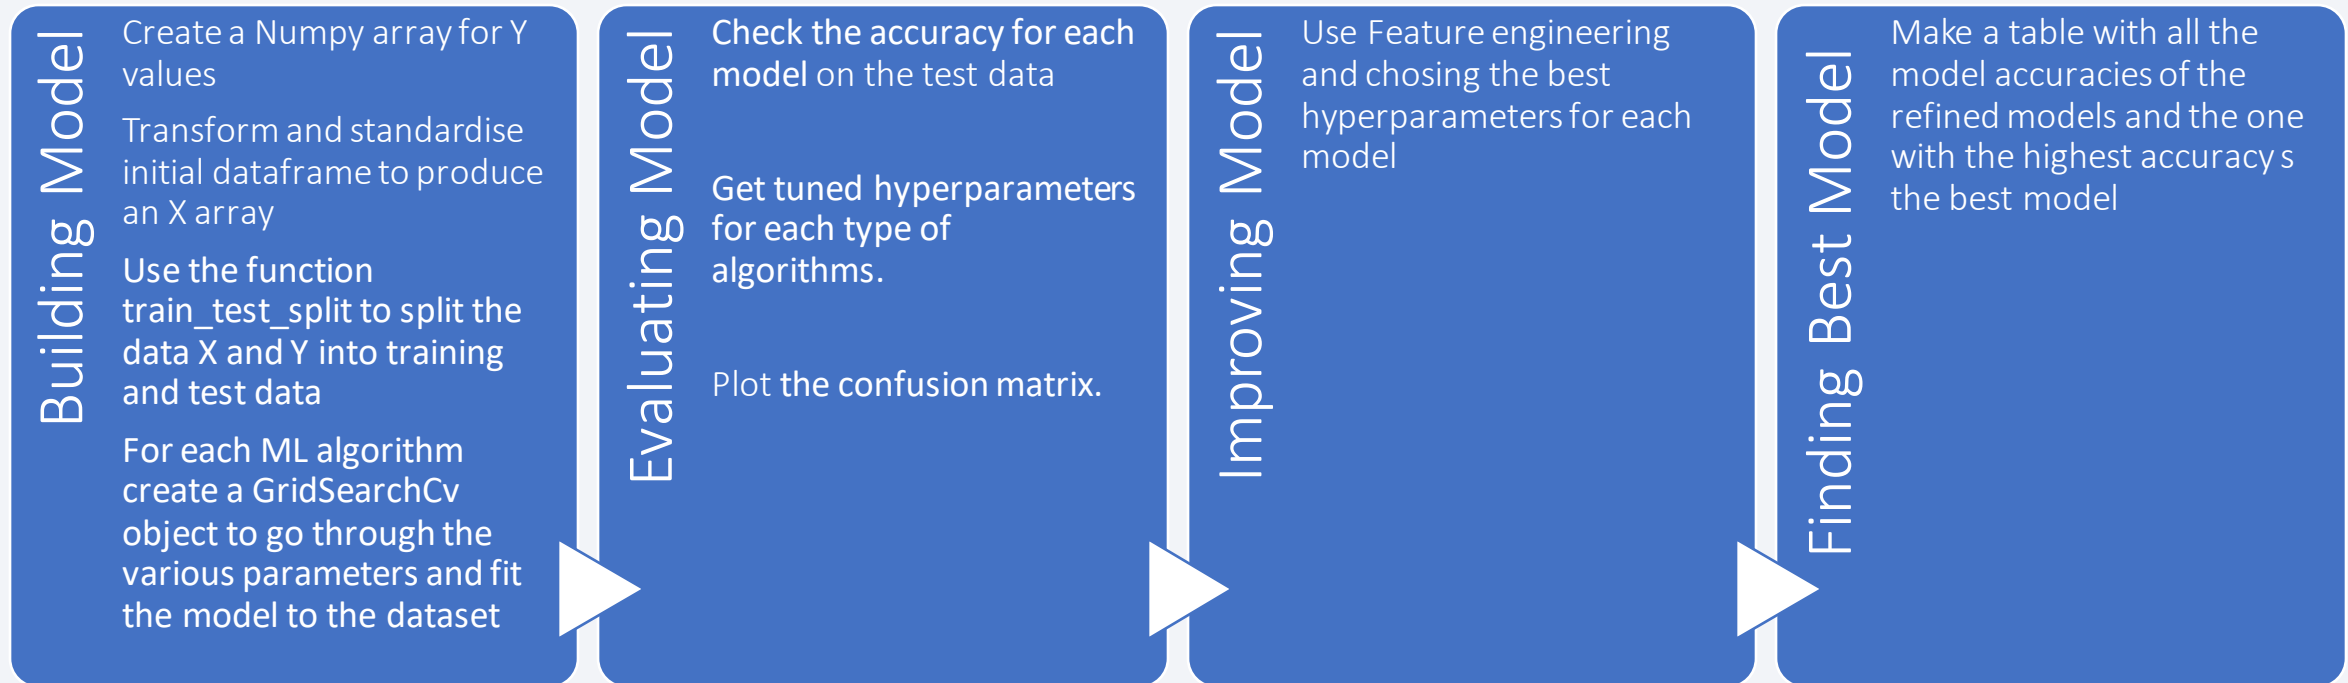 Building Model
Create a Numpy array for Y
values
Transform and standardise
initial dataframe to produce
an X array
Use the function
train_test_split to split the
data X and Y into training
and test data
For each ML algorithm
create a GridSearchCv
object to go through the
various parameters and fit
the model to the dataset
Evaluating Model
Check the accuracy for each
model on the test data
Get tuned hyperparameters
for each type of
algorithms.
Plot the confusion matrix.
Improving Model
Use Feature engineering
and chosing the best
hyperparameters for each
model
Finding Best Model
Make a table with all the
model accuracies of the
refined models and the one
with the highest accuracy s
the best model